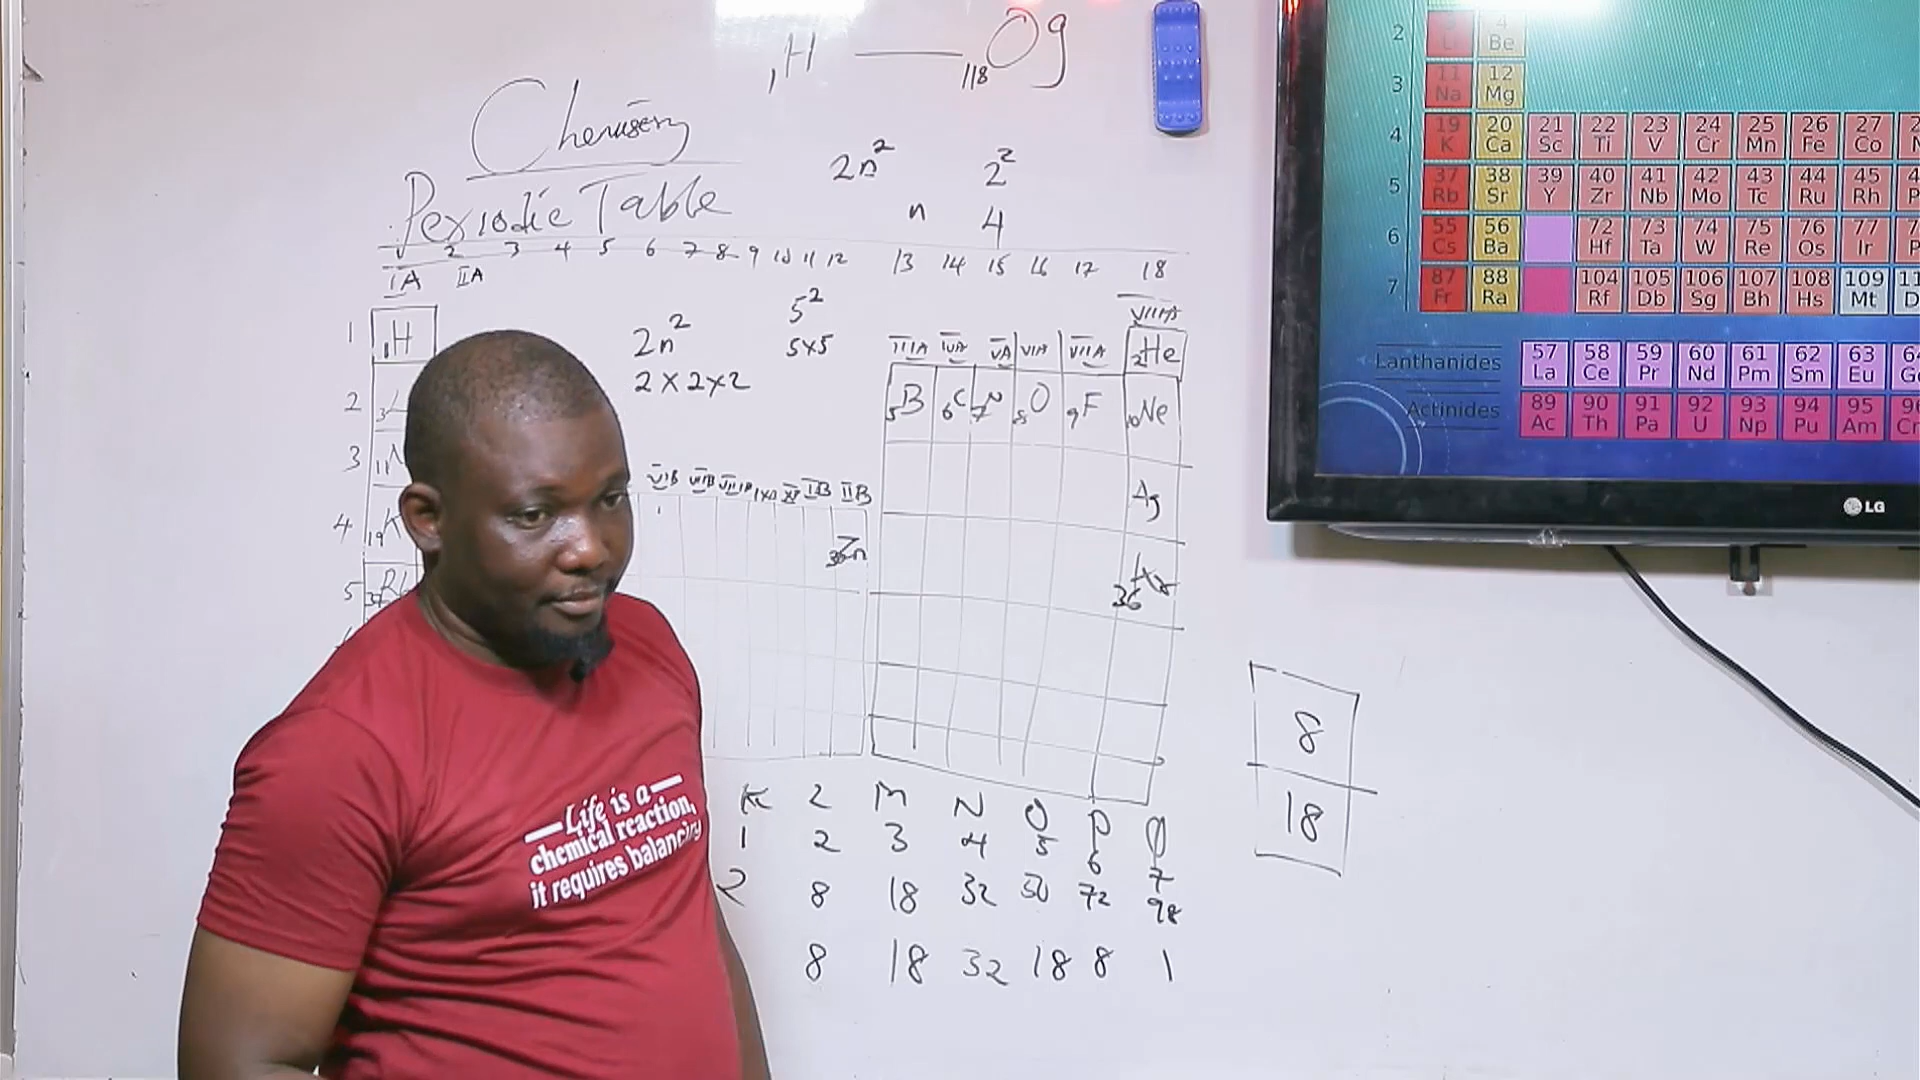 ₁H — ₁₁₈Og
Chemistry
Periodic Table
2n² 2²
n 4
1 2 3 4 5 6 7 8 9 10 11 12 13 14 15 16 17 18
IA IIA
VIIIA
1 ₁H
2n² 5²
2 × 2 × 2 5×5
IIIA IVA VA VIA VIIA ₂He
2 ₃L
₅B ₆C ₇N ₈O ₉F ₁₀Ne
3 ₁₁N
VIB VIIB IB IIB
Ar
4 ₁₹K
₃₀Zn
36
5 ₃₇Rb
8
18
K L M N O P Q
1 2 3 4 5 6 7
2 8 18 32 50 72 98
8 18 32 18 8 1
Life is a
chemical reaction,
it requires balancing
2 3 Li 4 Be
3 11 Na 12 Mg
4 19 K 20 Ca 21 Sc 22 Ti 23 V 24 Cr 25 Mn 26 Fe 27 Co
5 37 Rb 38 Sr 39 Y 40 Zr 41 Nb 42 Mo 43 Tc 44 Ru 45 Rh
6 55 Cs 56 Ba 72 Hf 73 Ta 74 W 75 Re 76 Os 77 Ir
7 87 Fr 88 Ra 104 Rf 105 Db 106 Sg 107 Bh 108 Hs 109 Mt
Lanthanides 57 La 58 Ce 59 Pr 60 Nd 61 Pm 62 Sm 63 Eu
Actinides 89 Ac 90 Th 91 Pa 92 U 93 Np 94 Pu 95 Am
LG